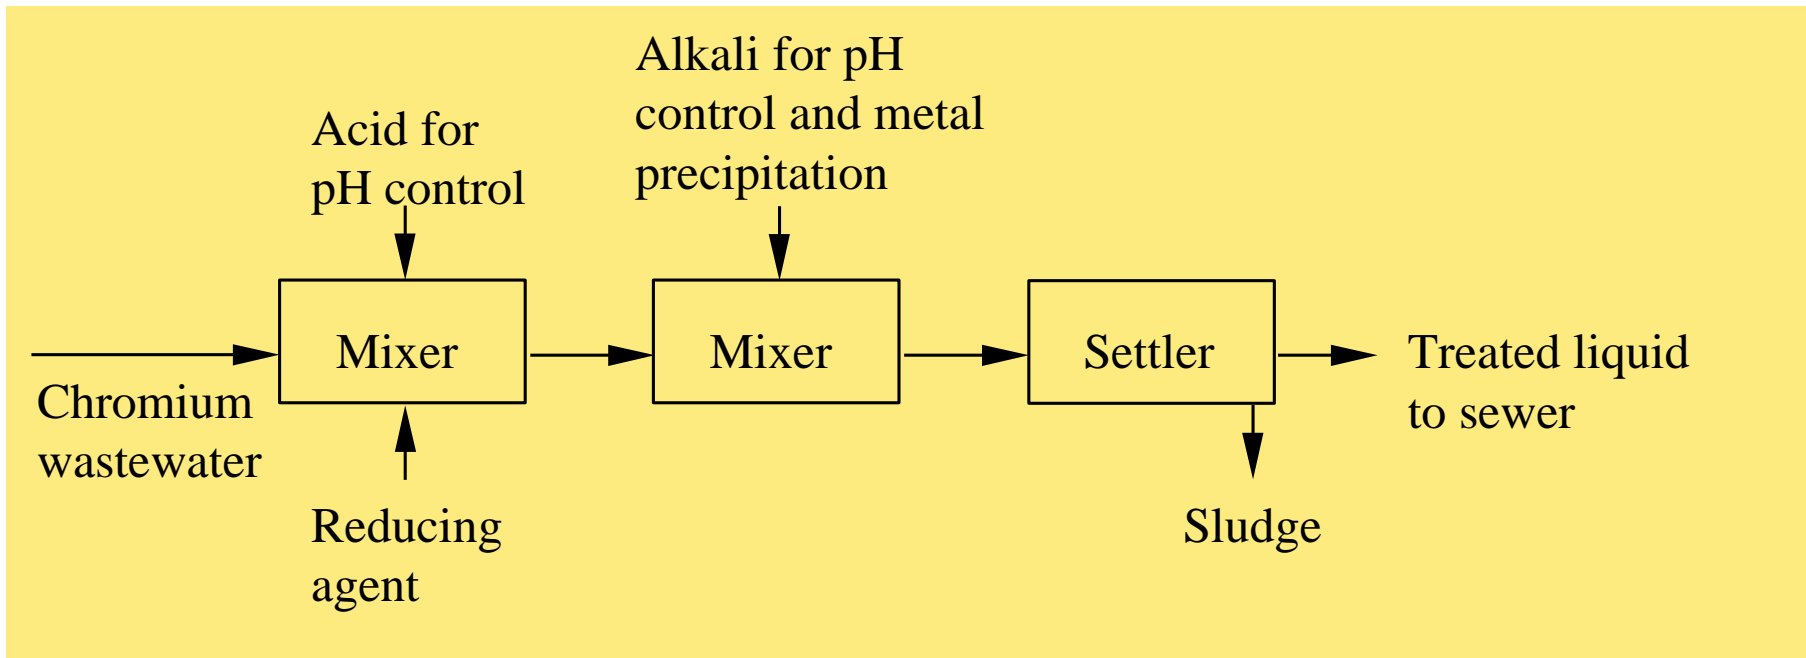 Alkali for pH
control and metal
precipitation
Acid for
pH control
Mixer
Mixer
Settler
Treated liquid
to sewer
Chromium
wastewater
Reducing
agent
Sludge